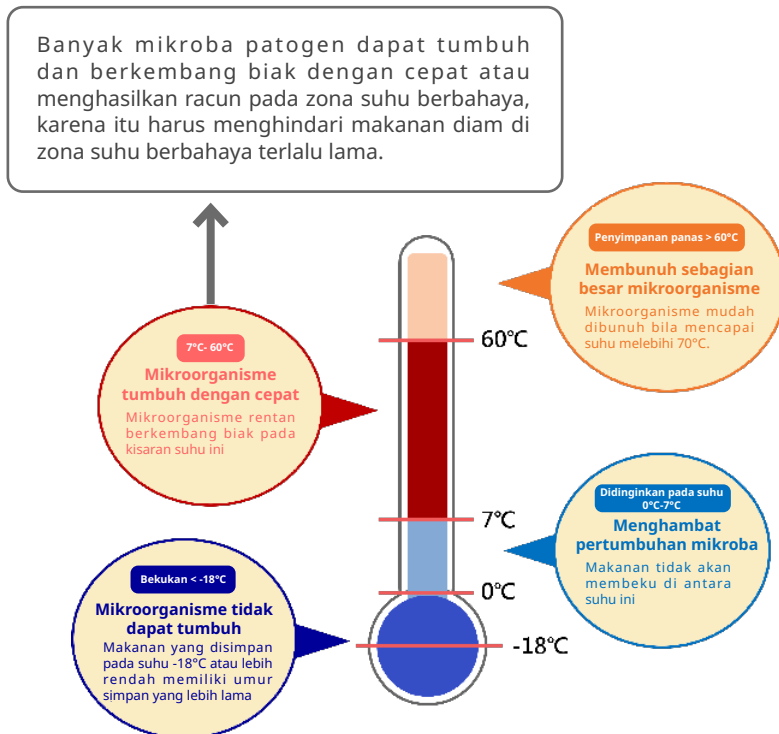 Banyak mikroba patogen dapat tumbuh
dan berkembang biak dengan cepat atau
menghasilkan racun pada zona suhu berbahaya,
karena itu harus menghindari makanan diam di
zona suhu berbahaya terlalu lama.
Penyimpanan panas > 60°C
Membunuh sebagian
besar mikroorganisme
Mikroorganisme mudah
dibunuh bila mencapai
suhu melebihi 70°C.
60℃
7°C- 60°C
Mikroorganisme
tumbuh dengan cepat
Mikroorganisme rentan
berkembang biak pada
kisaran suhu ini
7℃
Didinginkan pada suhu
0°C-7°C
Menghambat
pertumbuhan mikroba
Makanan tidak akan
membeku di antara
suhu ini
0℃
Bekukan < -18°C
Mikroorganisme tidak
dapat tumbuh
Makanan yang disimpan
pada suhu -18°C atau lebih
rendah memiliki umur
simpan yang lebih lama
-18℃